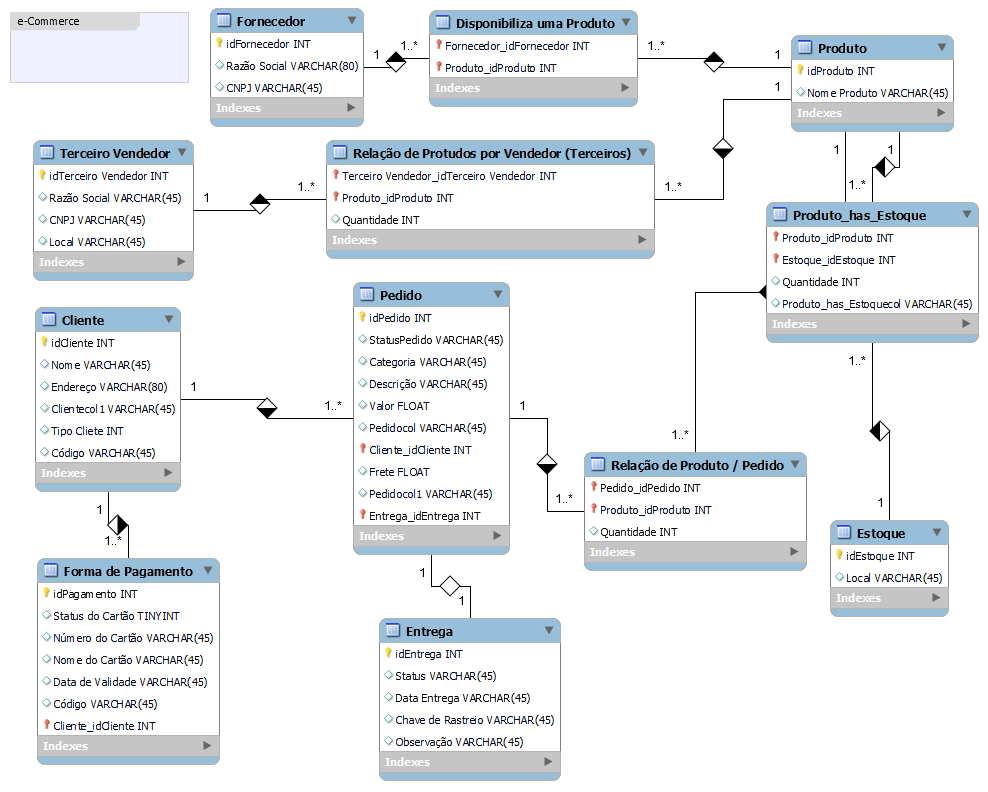 e-Commerce
Fornecedor
idFornecedor INT
Razão Social VARCHAR(80)
CNPJ VARCHAR(45)
Indexes
1
1..*
Disponibiliza uma Produto
Fornecedor_idFornecedor INT
Produto_idProduto INT
Indexes
1..*
1
Produto
idProduto INT
Nome Produto VARCHAR(45)
Indexes
1
1
1..*
1
Terceiro Vendedor
idTerceiro Vendedor INT
Razão Social VARCHAR(45)
CNPJ VARCHAR(45)
Local VARCHAR(45)
Indexes
1
1..*
Relação de Protudos por Vendedor (Terceiros)
Terceiro Vendedor_idTerceiro Vendedor INT
Produto_idProduto INT
Quantidade INT
Indexes
1..*
Produto_has_Estoque
Produto_idProduto INT
Estoque_idEstoque INT
Quantidade INT
Produto_has_Estoquecol VARCHAR(45)
Indexes
1..*
1
Cliente
idCliente INT
Nome VARCHAR(45)
Endereço VARCHAR(80)
Clientecol1 VARCHAR(45)
Tipo Cliete INT
Código VARCHAR(45)
Indexes
1
1..*
1
1..*
Pedido
idPedido INT
StatusPedido VARCHAR(45)
Categoria VARCHAR(45)
Descrição VARCHAR(45)
Valor FLOAT
Pedidocol VARCHAR(45)
Cliente_idCliente INT
Frete FLOAT
Pedidocol1 VARCHAR(45)
Entrega_idEntrega INT
Indexes
1
1..*
1
1
1..*
Relação de Produto / Pedido
Pedido_idPedido INT
Produto_idProduto INT
Quantidade INT
Indexes
Estoque
idEstoque INT
Local VARCHAR(45)
Indexes
Forma de Pagamento
idPagamento INT
Status do Cartão TINYINT
Número do Cartão VARCHAR(45)
Nome do Cartão VARCHAR(45)
Data de Validade VARCHAR(45)
Código VARCHAR(45)
Cliente_idCliente INT
Indexes
Entrega
idEntrega INT
Status VARCHAR(45)
Data Entrega VARCHAR(45)
Chave de Rastreio VARCHAR(45)
Observação VARCHAR(45)
Indexes